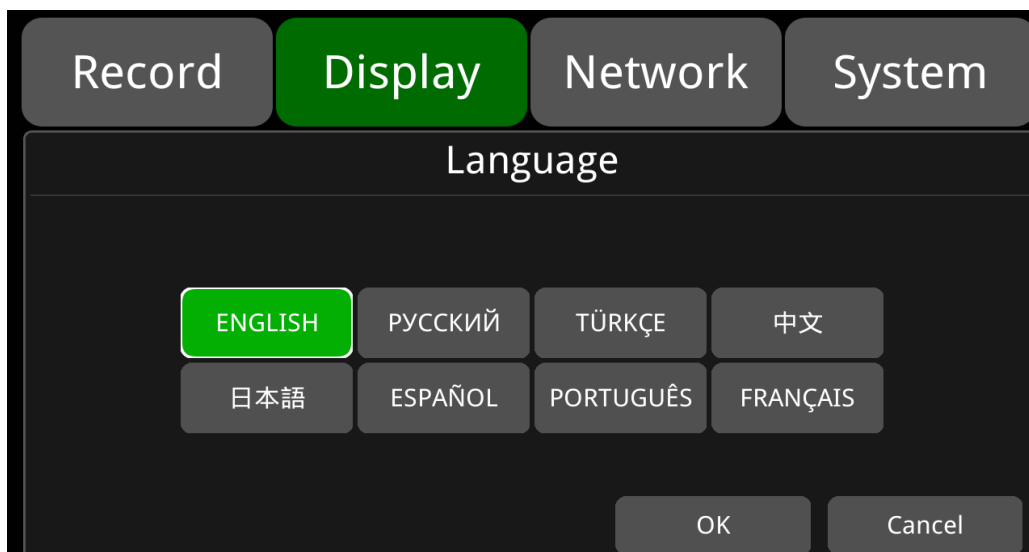 Record Display Network System
Language
ENGLISH РУССКИЙ TÜRKÇE 中文
日本語 ESPAÑOL PORTUGUÊS FRANÇAIS
OK Cancel